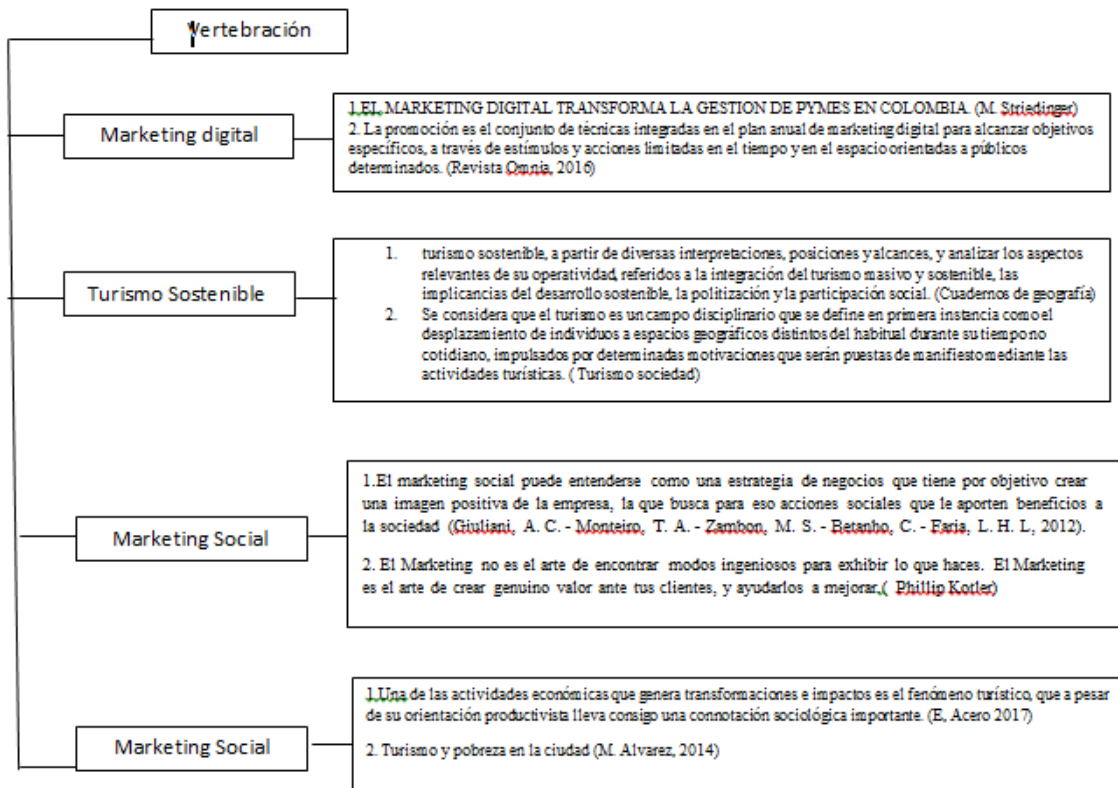 Vertebración
Marketing digital
1.EL MARKETING DIGITAL TRANSFORMA LA GESTION DE PYMES EN COLOMBIA. (M. Striedinger)
2. La promoción es el conjunto de técnicas integradas en el plan anual de marketing digital para alcanzar objetivos
específicos, a través de estímulos y acciones limitadas en el tiempo y en el espacio orientadas a públicos
determinados. (Revista Omnia, 2016)
Turismo Sostenible
1. turismo sostenible, a partir de diversas interpretaciones, posiciones y alcances, y analizar los aspectos
relevantes de su operatividad, referidos a la integración del turismo masivo y sostenible, las
implicancias del desarrollo sostenible, la politización y la participación social. (Cuadernos de geografía)
2. Se considera que el turismo es un campo disciplinario que se define en primera instancia como el
desplazamiento de individuos a espacios geográficos distintos del habitual durante su tiempo no
cotidiano, impulsados por determinadas motivaciones que serán puestas de manifiesto mediante las
actividades turísticas. ( Turismo sociedad)
Marketing Social
1.El marketing social puede entenderse como una estrategia de negocios que tiene por objetivo crear
una imagen positiva de la empresa, la que busca para eso acciones sociales que le aporten beneficios a
la sociedad (Giuliani, A. C. - Monteiro, T. A. - Zambon, M. S. - Betanho, C. - Faria, L. H. L, 2012).
2. El Marketing no es el arte de encontrar modos ingeniosos para exhibir lo que haces. El Marketing
es el arte de crear genuino valor ante tus clientes, y ayudarlos a mejorar.( Phillip Kotler)
Marketing Social
1.Una de las actividades económicas que genera transformaciones e impactos es el fenómeno turístico, que a pesar
de su orientación productivista lleva consigo una connotación sociológica importante. (E, Acero 2017)
2. Turismo y pobreza en la ciudad (M. Alvarez, 2014)